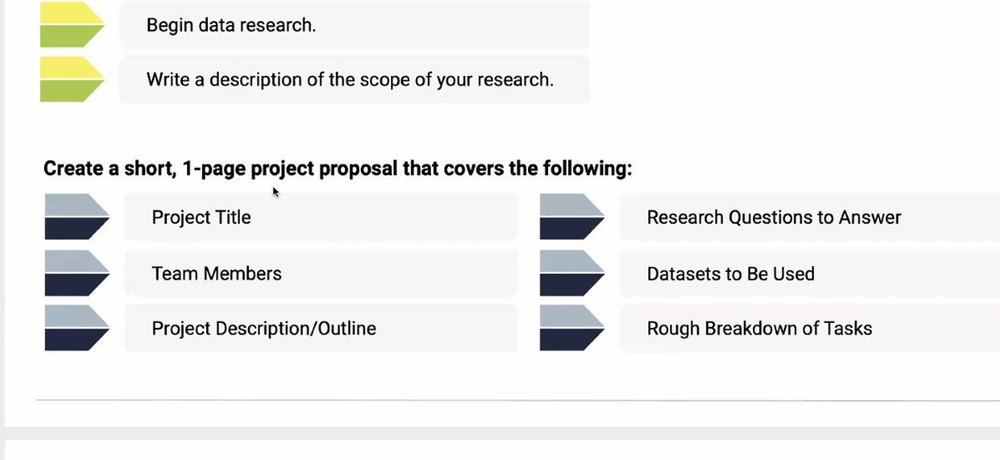 Begin data research.
Write a description of the scope of your research.
Create a short, 1-page project proposal that covers the following:
Project Title
Team Members
Project Description/Outline
Research Questions to Answer
Datasets to Be Used
Rough Breakdown of Tasks